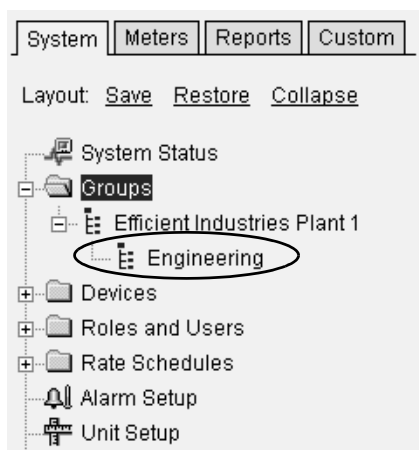 System Meters Reports Custom
Layout: Save Restore Collapse
System Status
Groups
Efficient Industries Plant 1
Engineering
Devices
Roles and Users
Rate Schedules
Alarm Setup
Unit Setup